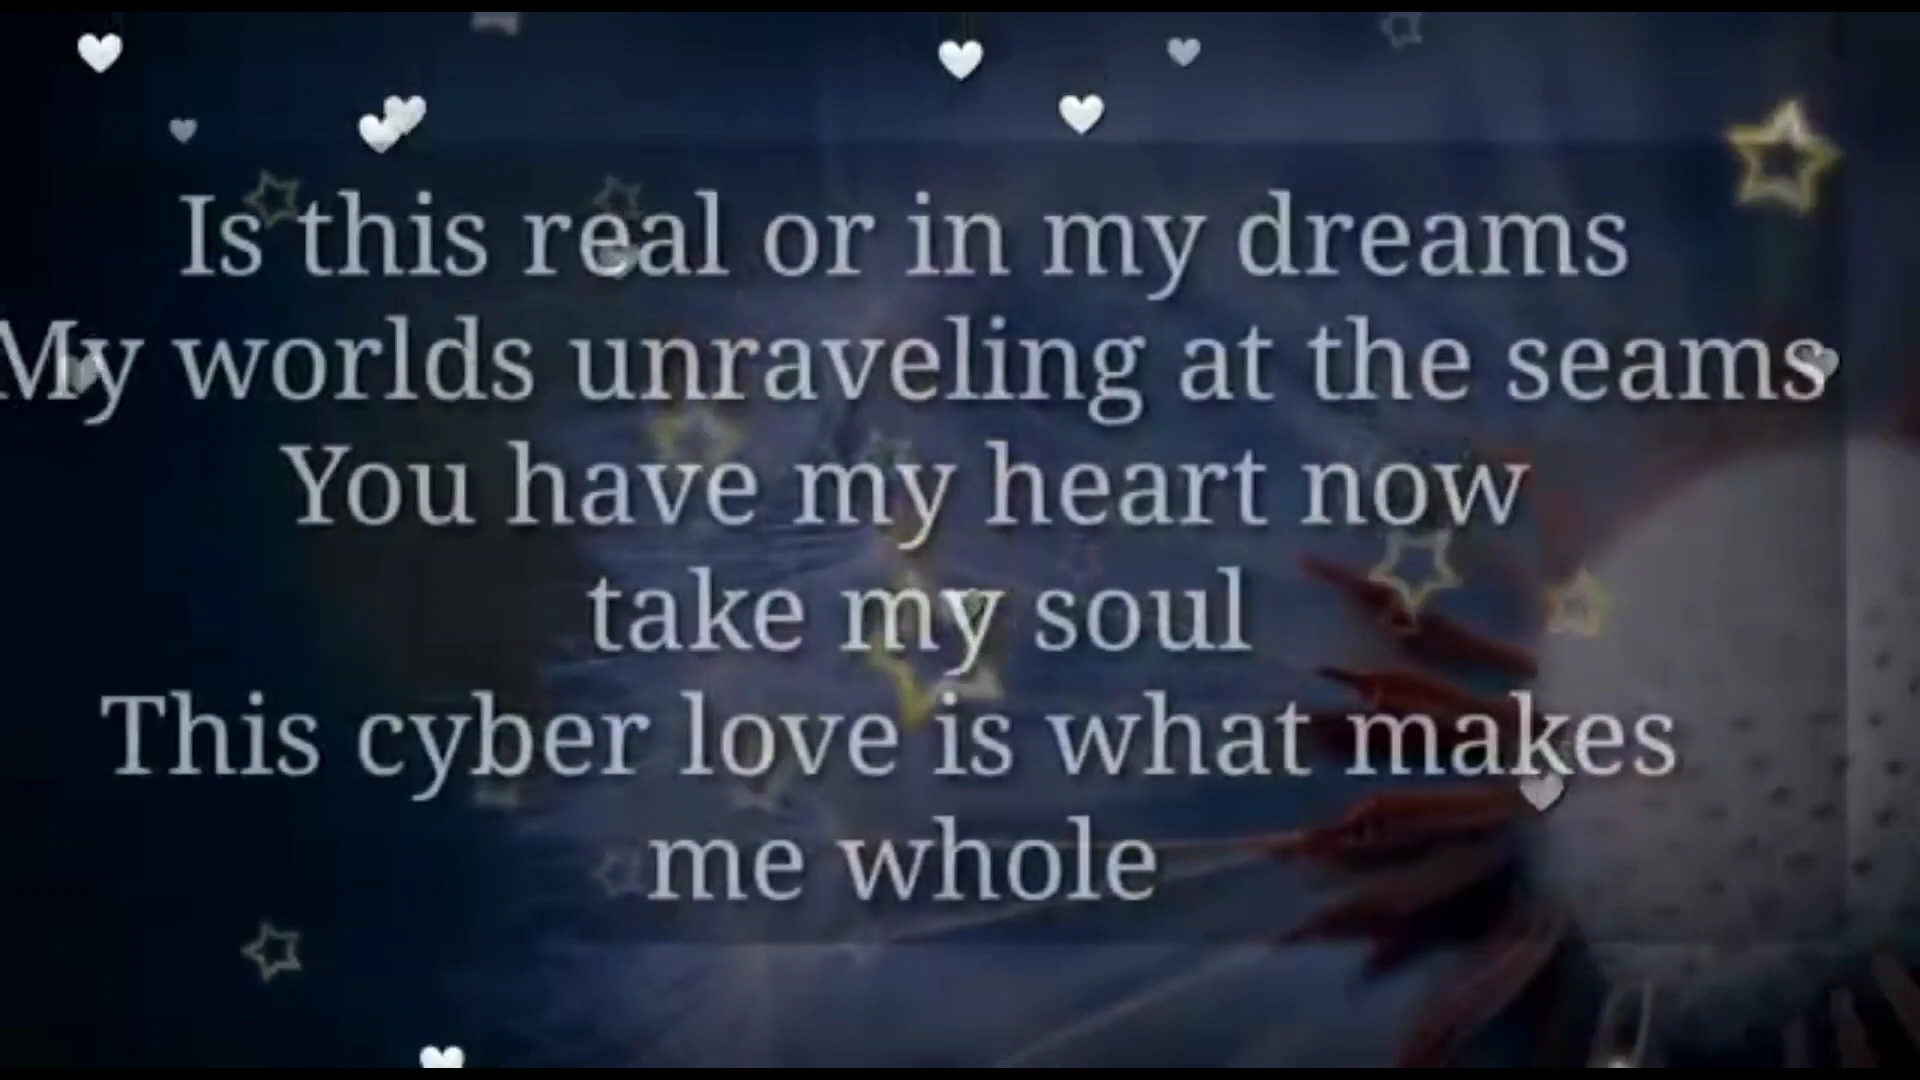 Is this real or in my dreams
My worlds unraveling at the seams
You have my heart now
take my soul
This cyber love is what makes
me whole